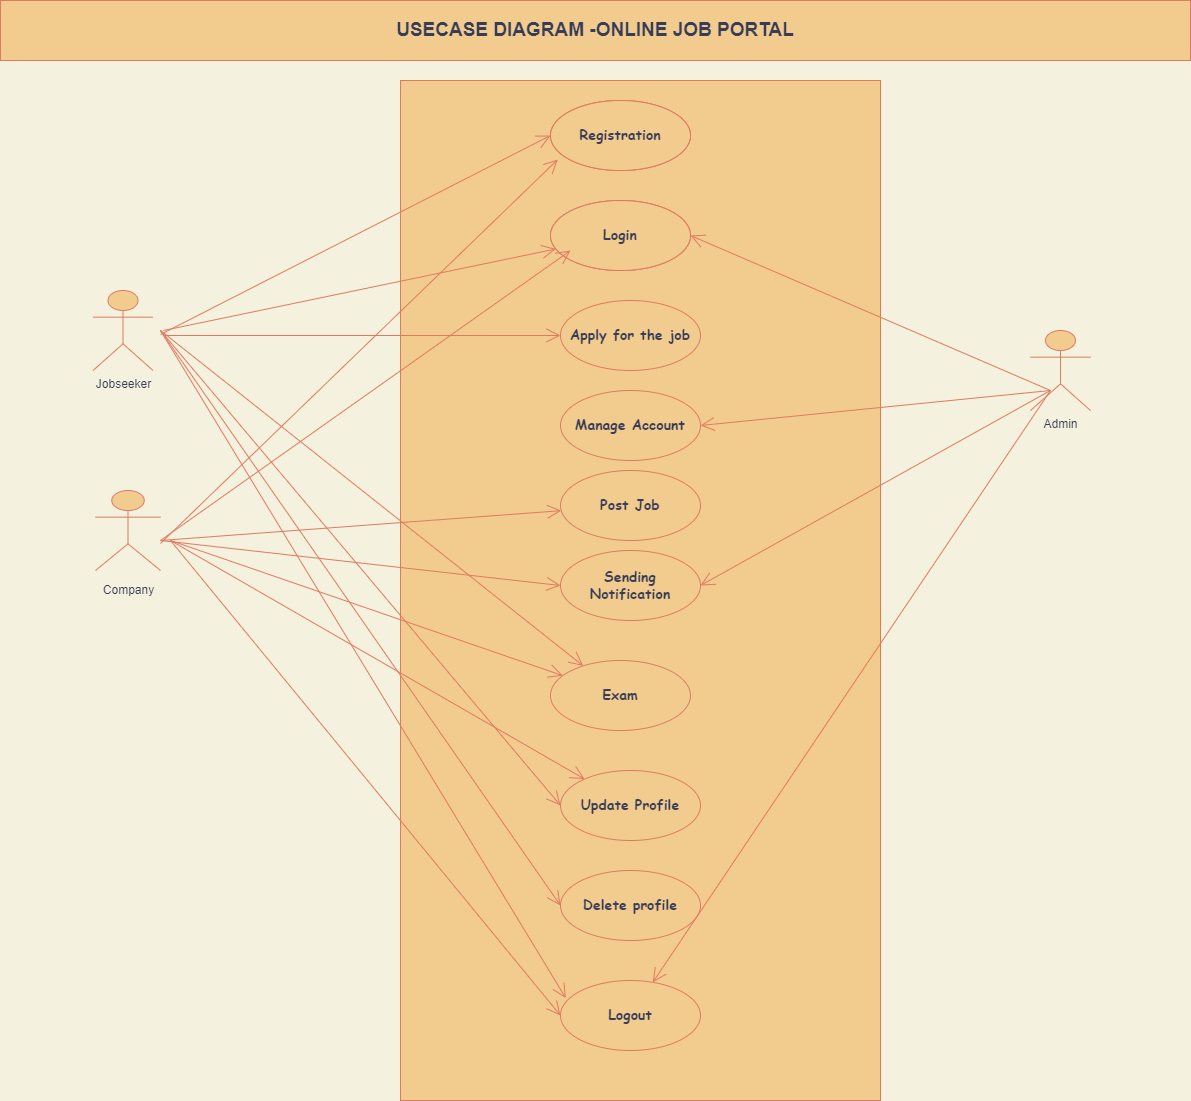 USECASE DIAGRAM -ONLINE JOB PORTAL
Registration
Login
Apply for the job
Jobseeker
Manage Account
Admin
Post Job
Sending
Notification
Company
Exam
Update Profile
Delete profile
Logout